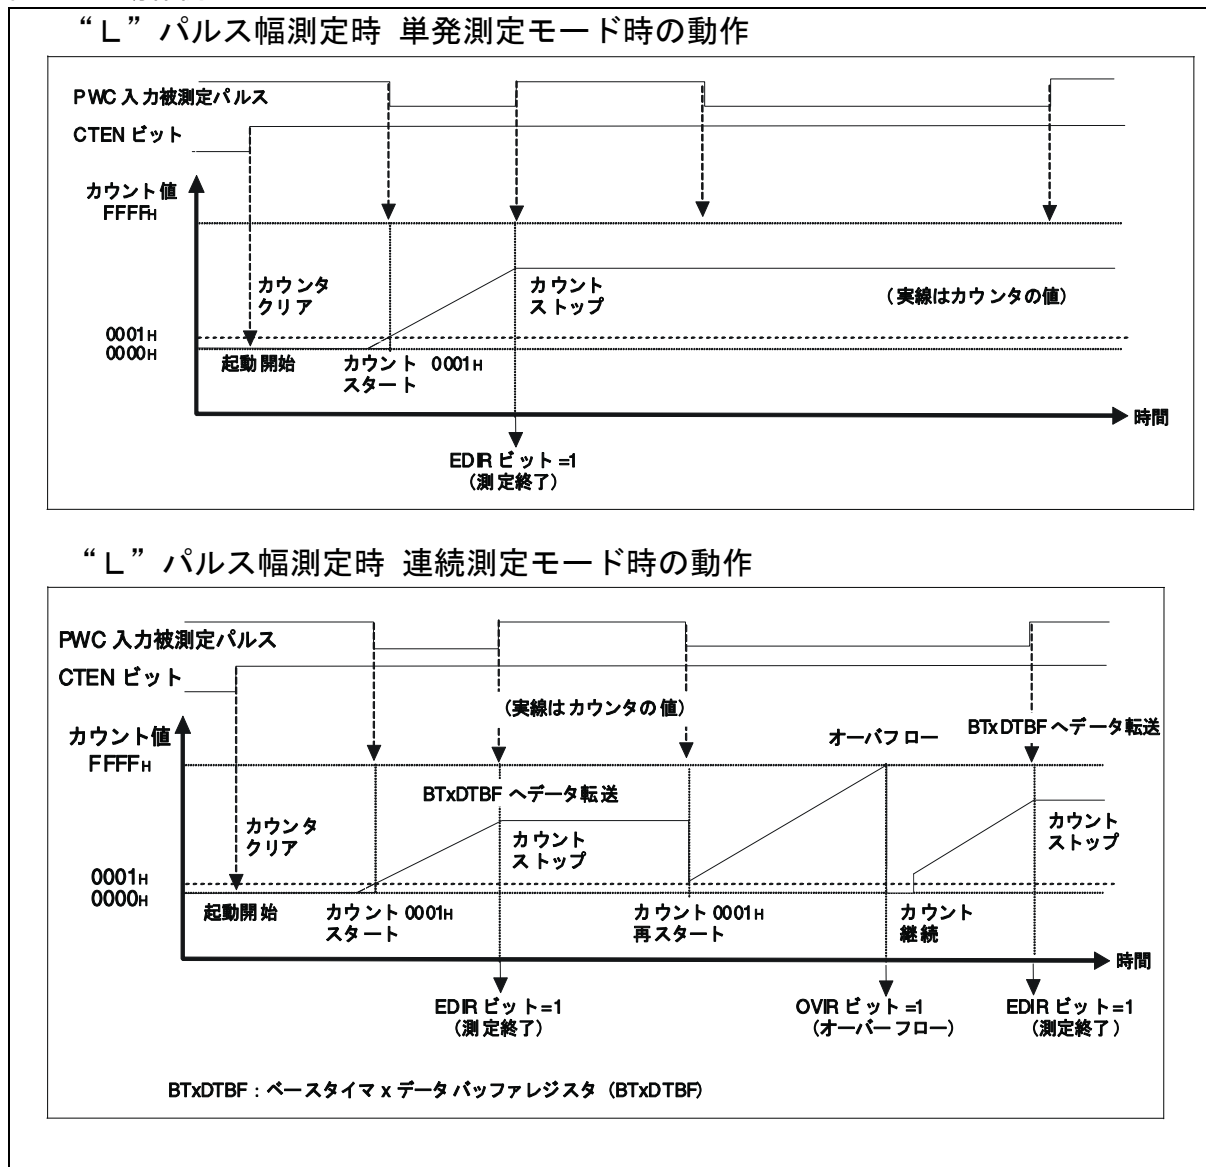 “L”パルス幅測定時 単発測定モード時の動作
PWC 入力被測定パルス
CTEN ビット
カウント値
FFFFH
カウンタ
クリア
カウント
ストップ
(実線はカウンタの値)
0001H
0000H
起動開始
カウント 0001H
スタート
時間
EDIR ビット=1
(測定終了)
“L”パルス幅測定時 連続測定モード時の動作
PWC 入力被測定パルス
CTEN ビット
(実線はカウンタの値)
カウント値
FFFFH
オーバフロー
BTxDTBF へデータ転送
BTxDTBF へデータ転送
カウンタ
クリア
カウント
ストップ
カウント
ストップ
0001H
0000H
起動開始
カウント 0001H
スタート
カウント 0001H
再スタート
カウント
継続
時間
EDIR ビット=1
(測定終了)
OVIR ビット=1
(オーバーフロー)
EDIR ビット=1
(測定終了)
BTxDTBF : ベースタイマ x データバッファレジスタ (BTxDTBF)